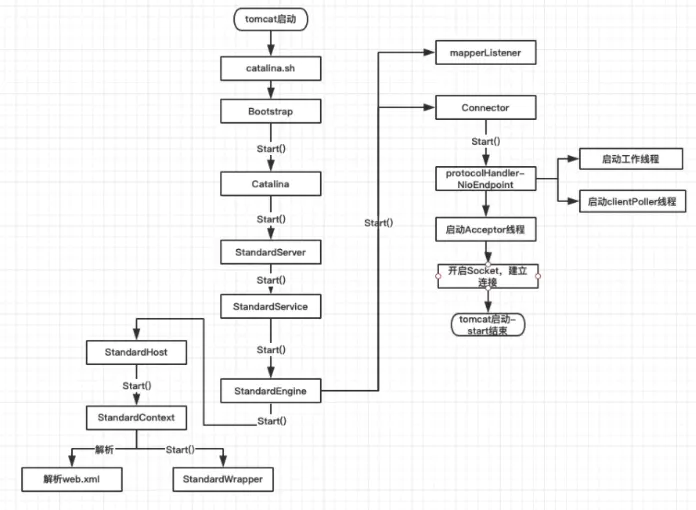 tomcat启动
catalina.sh
Bootstrap
Start()
Catalina
Start()
StandardServer
Start()
StandardService
Start()
StandardEngine
Start()
StandardHost
Start()
StandardContext
解析
Start()
解析web.xml
StandardWrapper
Start()
mapperListener
Connector
Start()
protocolHandler-
NioEndpoint
启动工作线程
启动clientPoller线程
启动Acceptor线程
开启Socket，建立
连接
tomcat启动-
start结束